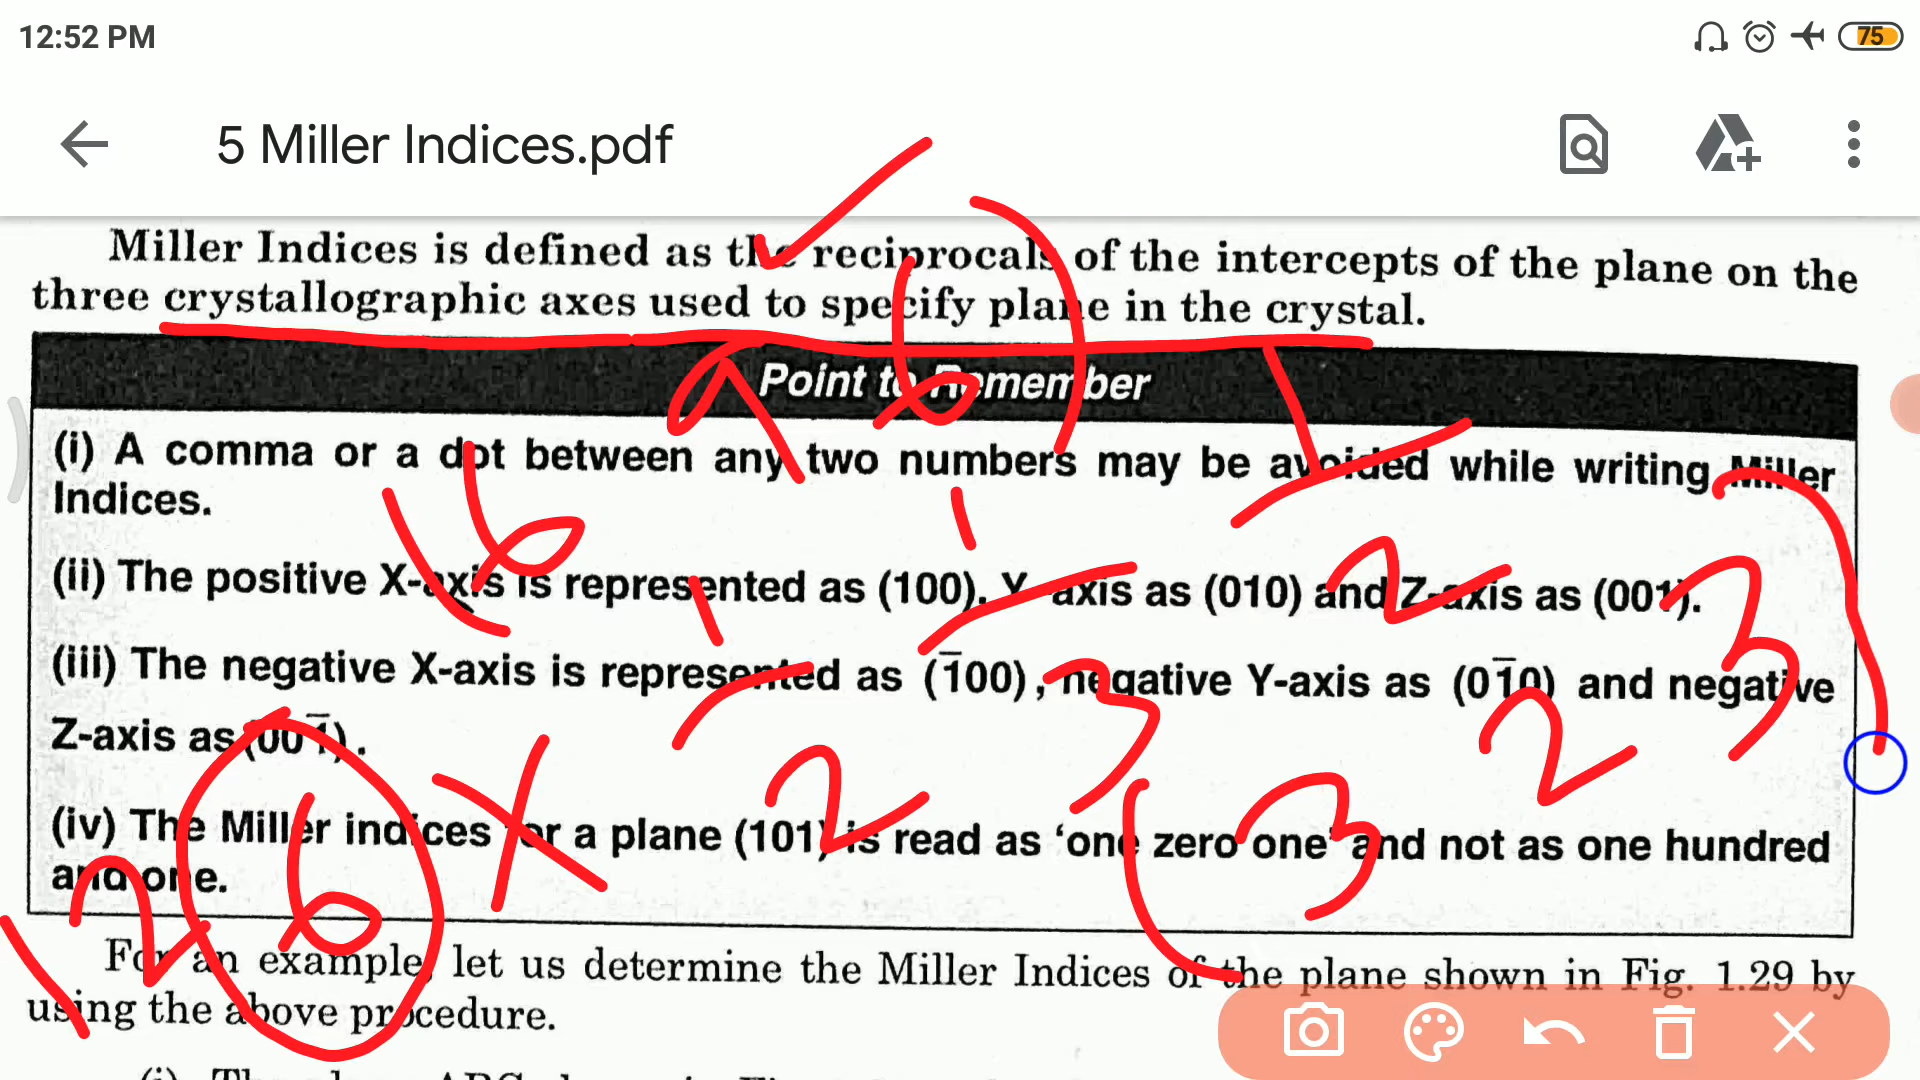 12:52 PM
75
5 Miller Indices.pdf
Miller Indices is defined as the reciprocals of the intercepts of the plane on the
three crystallographic axes used to specify plane in the crystal.
Point to Remember
(i) A comma or a dot between any two numbers may be avoided while writing Miller
Indices.
(ii) The positive X-axis is represented as (100). Y-axis as (010) and Z-axis as (001).
(iii) The negative X-axis is represented as (1̅00), negative Y-axis as (01̅0) and negative
Z-axis as (001̅).
(iv) The Miller indices for a plane (101) is read as ‘one zero one’ and not as one hundred
and one.
For an example, let us determine the Miller Indices of the plane shown in Fig. 1.29 by
using the above procedure.